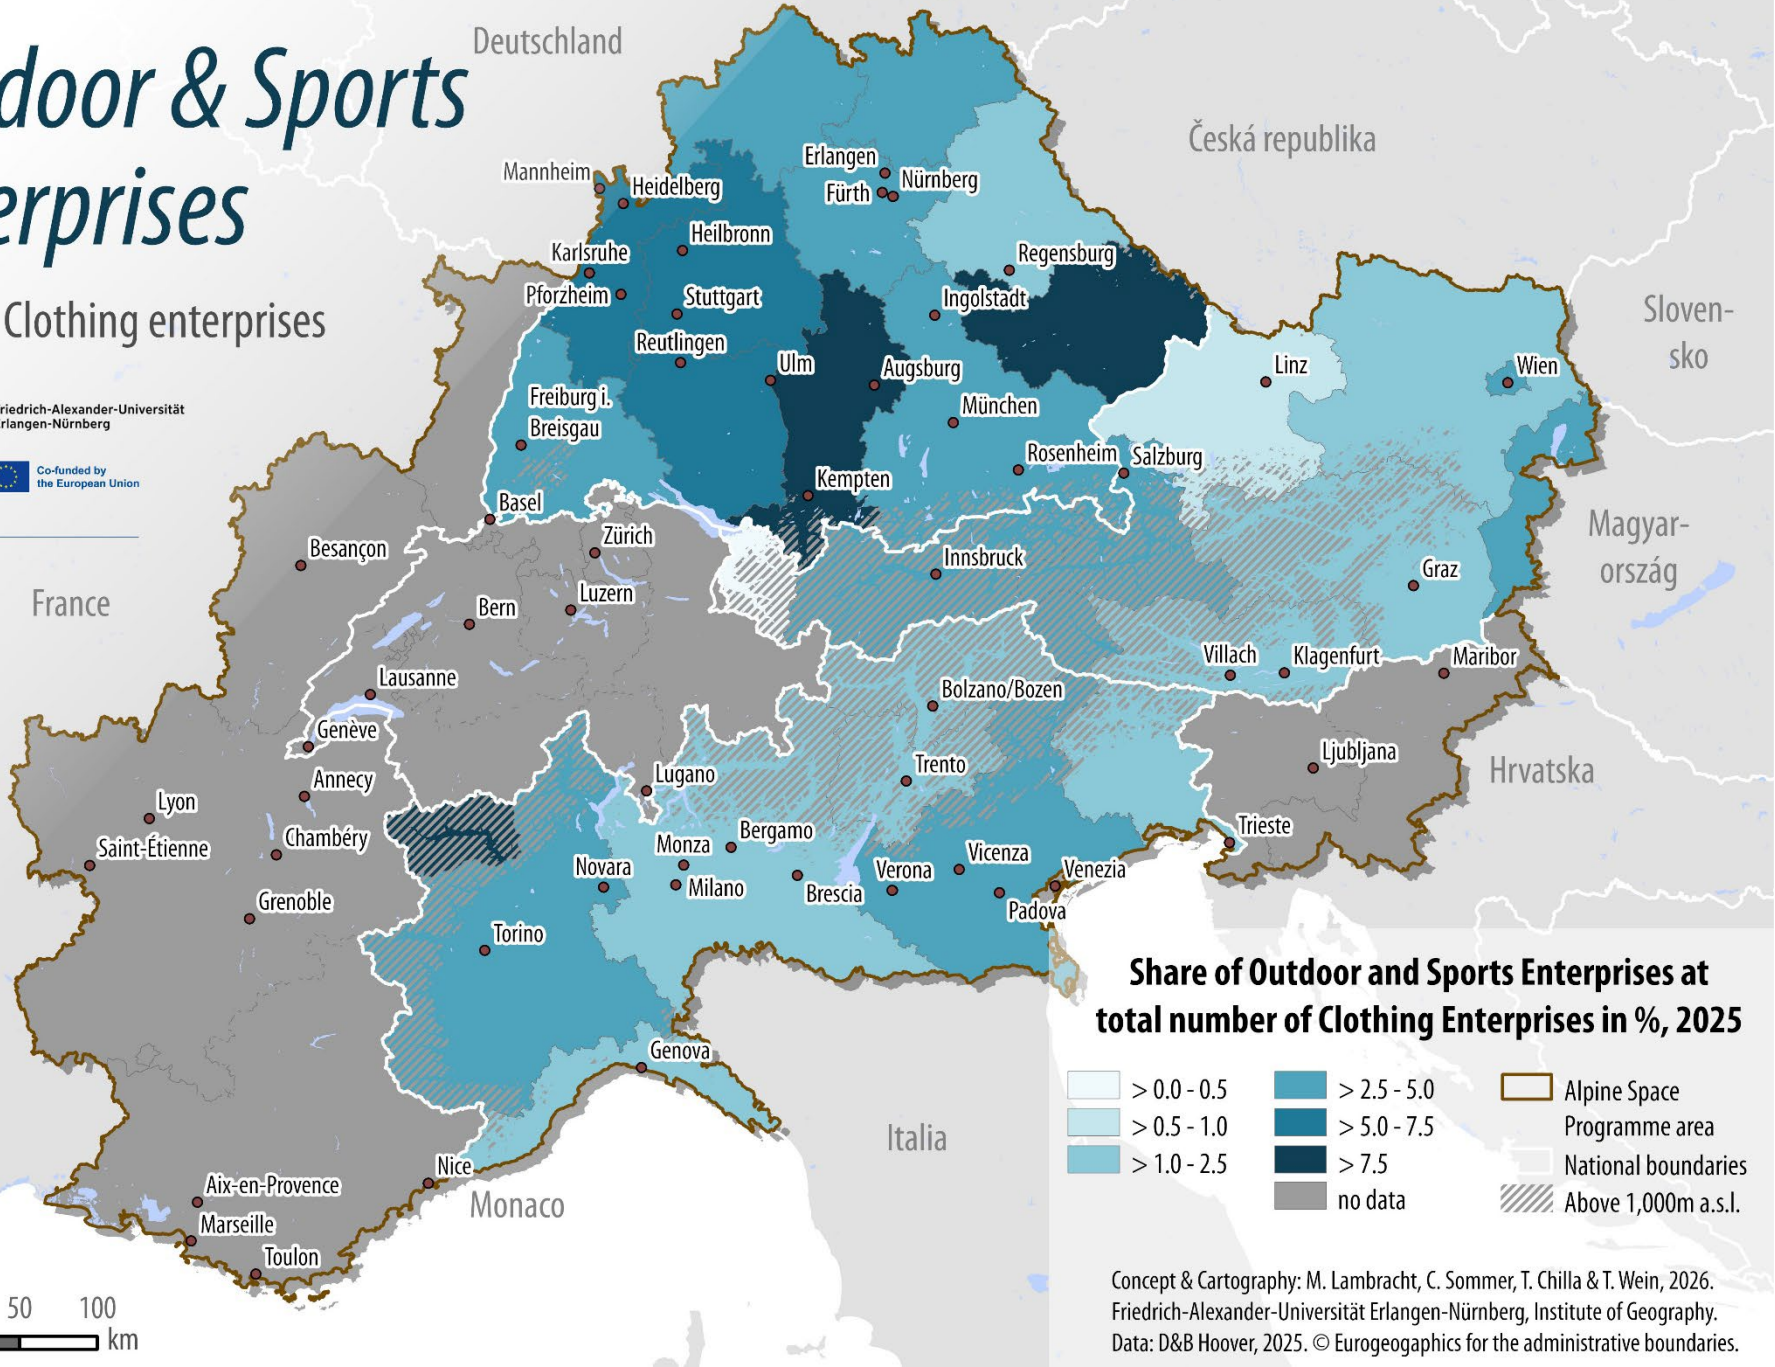 door & Sports
erprises
Clothing enterprises
riedrich-Alexander-Universität
rlangen-Nürnberg
Co-funded by
the European Union
Deutschland
Česká republika
Sloven-
sko
Magyar-
ország
Hrvatska
Italia
Monaco
France
Mannheim
Heidelberg
Erlangen
Fürth
Nürnberg
Heilbronn
Karlsruhe
Pforzheim
Stuttgart
Reutlingen
Regensburg
Ingolstadt
Ulm
Augsburg
München
Freiburg i.
Breisgau
Rosenheim
Salzburg
Linz
Wien
Kempten
Basel
Zürich
Besançon
Luzern
Bern
Innsbruck
Graz
Lausanne
Villach
Klagenfurt
Maribor
Bolzano/Bozen
Genève
Ljubljana
Annecy
Lugano
Trento
Lyon
Saint-Étienne
Chambéry
Bergamo
Monza
Milano
Novara
Brescia
Verona
Vicenza
Padova
Venezia
Trieste
Grenoble
Torino
Genova
Nice
Aix-en-Provence
Marseille
Toulon
50 100
km
Share of Outdoor and Sports Enterprises at
total number of Clothing Enterprises in %, 2025
> 0.0 - 0.5
> 0.5 - 1.0
> 1.0 - 2.5
> 2.5 - 5.0
> 5.0 - 7.5
> 7.5
no data
Alpine Space
Programme area
National boundaries
Above 1,000m a.s.l.
Concept & Cartography: M. Lambracht, C. Sommer, T. Chilla & T. Wein, 2026.
Friedrich-Alexander-Universität Erlangen-Nürnberg, Institute of Geography.
Data: D&B Hoover, 2025. © Eurogeogaphics for the administrative boundaries.